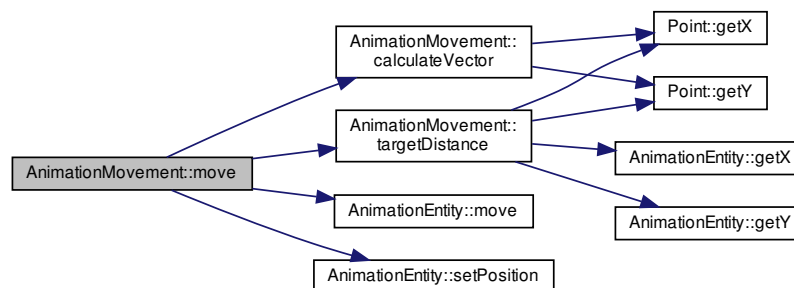 AnimationMovement::move
AnimationMovement::
calculateVector
AnimationMovement::
targetDistance
AnimationEntity::move
AnimationEntity::setPosition
Point::getX
Point::getY
AnimationEntity::getX
AnimationEntity::getY